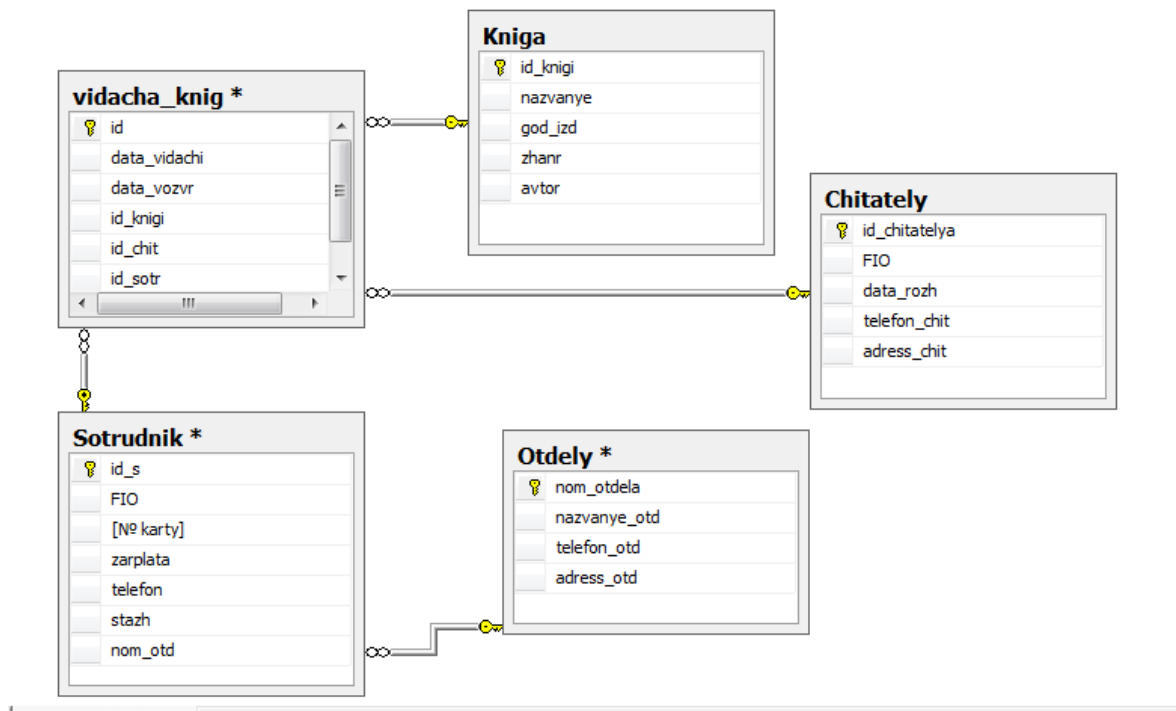 vidacha_knig *
id
data_vidachi
data_vozvr
id_knigi
id_chit
id_sotr
Kniga
id_knigi
nazvanye
god_izd
zhanr
avtor
Chitately
id_chitatelya
FIO
data_rozh
telefon_chit
adress_chit
Sotrudnik *
id_s
FIO
[№ karty]
zarplata
telefon
stazh
nom_otd
Otdely *
nom_otdela
nazvanye_otd
telefon_otd
adress_otd